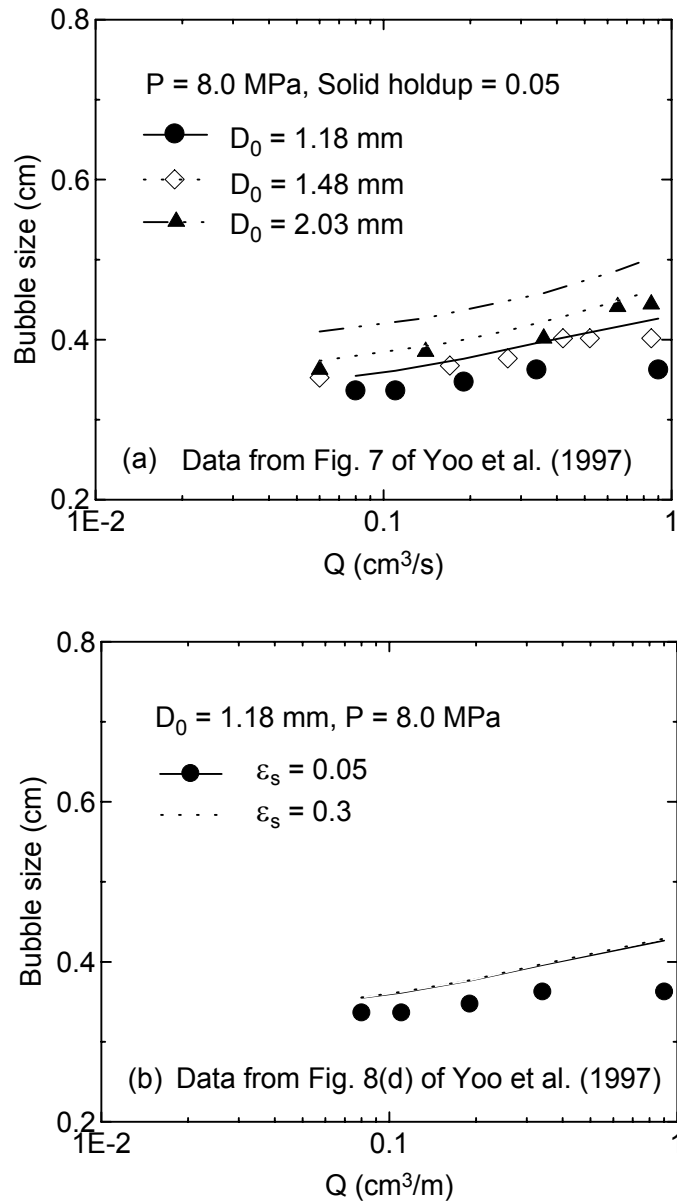 0.8
P = 8.0 MPa, Solid holdup = 0.05
D₀ = 1.18 mm
D₀ = 1.48 mm
D₀ = 2.03 mm
0.6
Bubble size (cm)
0.4
(a) Data from Fig. 7 of Yoo et al. (1997)
0.2
1E-2 0.1 1
Q (cm³/s)
0.8
D₀ = 1.18 mm, P = 8.0 MPa
εₛ = 0.05
εₛ = 0.3
0.6
Bubble size (cm)
0.4
(b) Data from Fig. 8(d) of Yoo et al. (1997)
0.2
1E-2 0.1 1
Q (cm³/m)